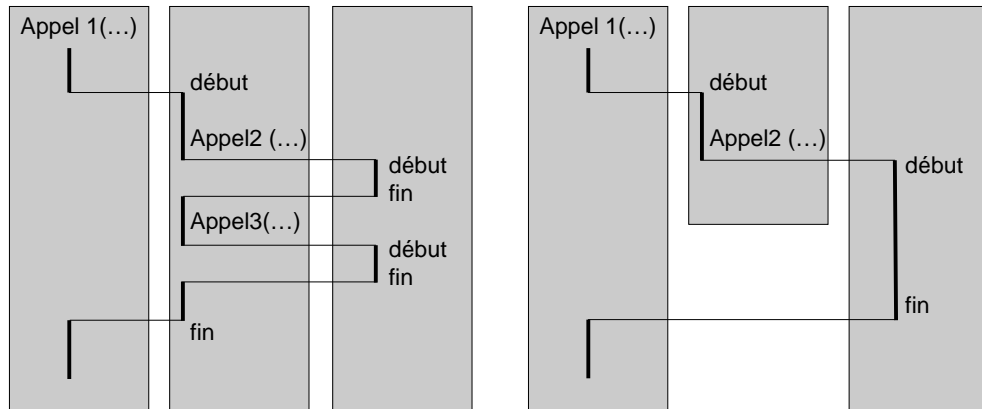 Appel 1(…)
début
Appel2 (…)
début
fin
Appel3(…)
début
fin
fin
Appel 1(…)
début
Appel2 (…)
début
fin